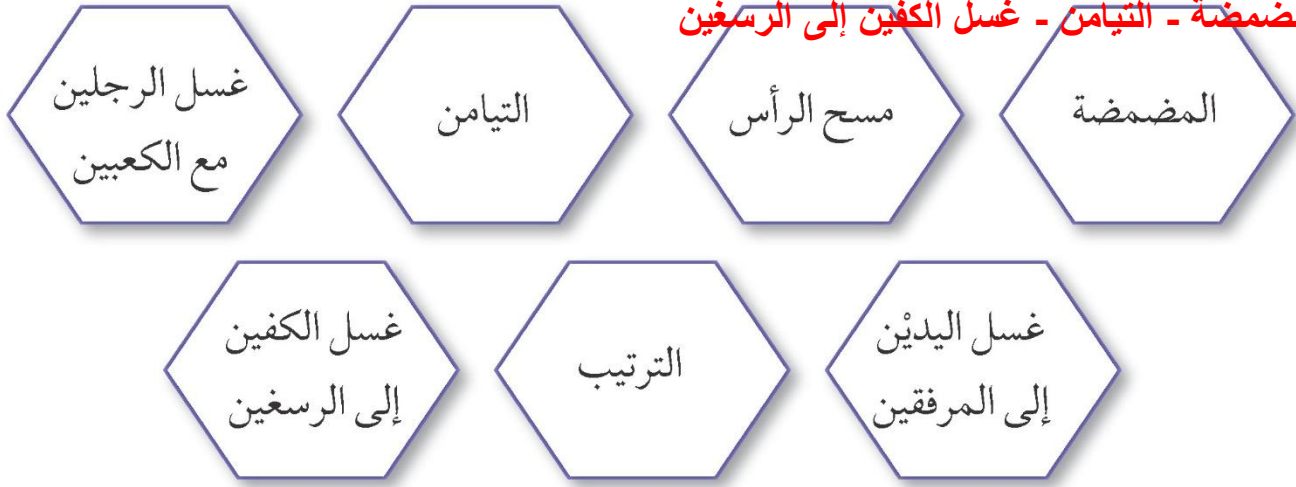 ضمضة - التيامن - غسل الكفين إلى الرسغين
المضمضة
مسح الرأس
التيامن
غسل الرجلين
مع الكعبين
غسل اليديْن
إلى المرفقين
الترتيب
غسل الكفين
إلى الرسغين